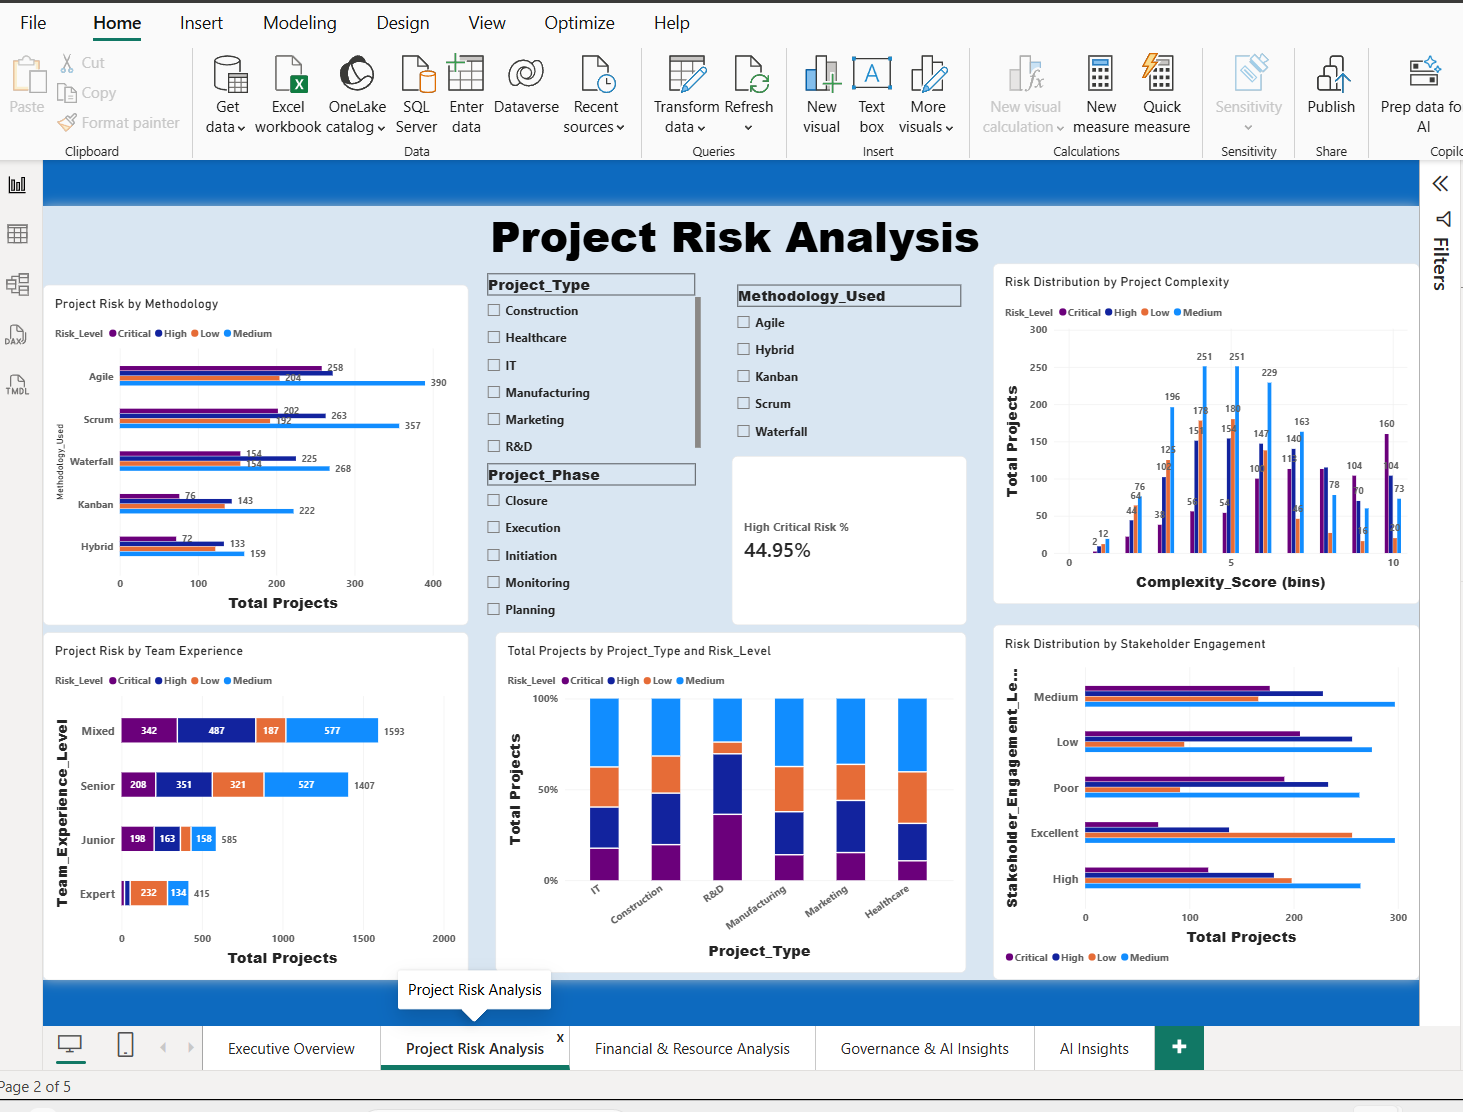 File Home Insert Modeling Design View Optimize Help
Paste
Cut
Copy
Format painter
Clipboard
Get data
Excel workbook
OneLake catalog
SQL Server
Enter data
Dataverse
Recent sources
Data
Transform data
Refresh
Queries
New visual
Text box
More visuals
Insert
New visual calculation
New measure
Quick measure
Calculations
Sensitivity
Sensitivity
Publish
Share
Prep data fo
AI
Copilo
DAX
TMDL
Filters
Project Risk Analysis
Project Risk by Methodology
Risk_Level Critical High Low Medium
Methodology_Used
Agile 258 204 390
Scrum 202 263 192 357
Waterfall 154 225 154 268
Kanban 76 143 222
Hybrid 72 133 159
0 100 200 300 400
Total Projects
Project_Type
Construction
Healthcare
IT
Manufacturing
Marketing
R&D
Project_Phase
Closure
Execution
Initiation
Monitoring
Planning
Methodology_Used
Agile
Hybrid
Kanban
Scrum
Waterfall
High Critical Risk %
44.95%
Risk Distribution by Project Complexity
Risk_Level Critical High Low Medium
Total Projects
300
250
200
150
100
50
0
2 12
44 64 76
102 196
56 178 251
154 251
147 229
140 163
78
104 70
160 104 73
0 5 10
Complexity_Score (bins)
Project Risk by Team Experience
Risk_Level Critical High Low Medium
Team_Experience_Level
Mixed 342 487 187 577 1593
Senior 208 351 321 527 1407
Junior 198 163 158 585
Expert 232 134 415
0 500 1000 1500 2000
Total Projects
Total Projects by Project_Type and Risk_Level
Risk_Level Critical High Low Medium
Total Projects
100%
50%
0%
IT Construction R&D Manufacturing Marketing Healthcare
Project_Type
Risk Distribution by Stakeholder Engagement
Stakeholder_Engagement_Le...
Medium
Low
Poor
Excellent
High
0 100 200 300
Total Projects
Critical High Low Medium
Project Risk Analysis
Executive Overview
Project Risk Analysis x
Financial & Resource Analysis
Governance & AI Insights
AI Insights
+
Page 2 of 5